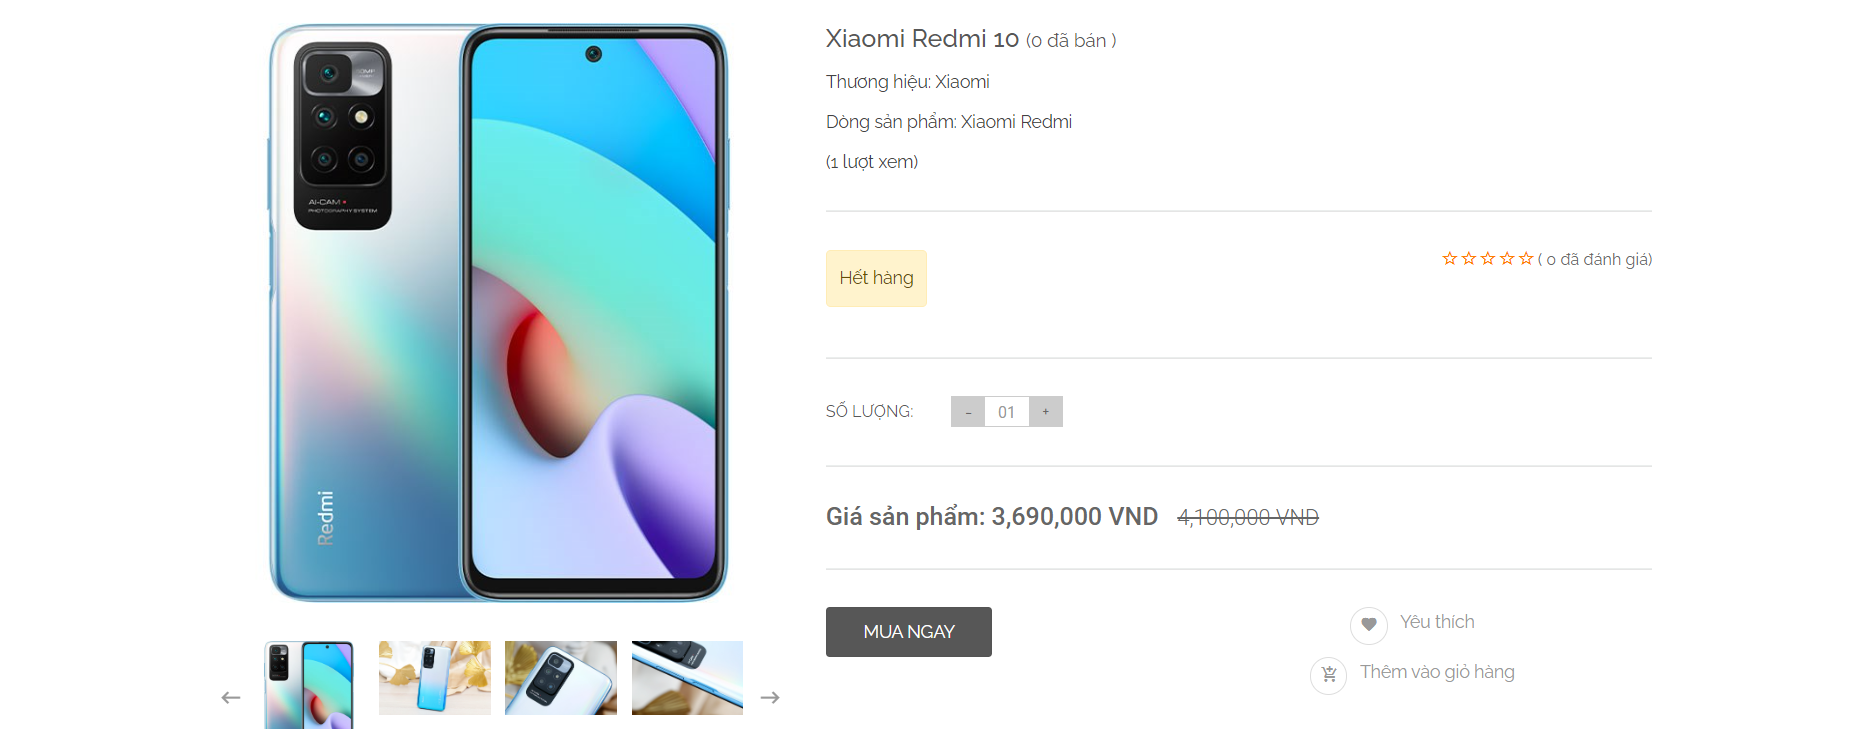 Xiaomi Redmi 10 (0 đã bán )
Thương hiệu: Xiaomi
Dòng sản phẩm: Xiaomi Redmi
(1 lượt xem)
Hết hàng
( 0 đã đánh giá)
SỐ LƯỢNG:
- 01 +
Giá sản phẩm: 3,690,000 VND 4,100,000 VND
MUA NGAY
Yêu thích
Thêm vào giỏ hàng
AI-CAM
PHOTOGRAPHY SYSTEM
Redmi